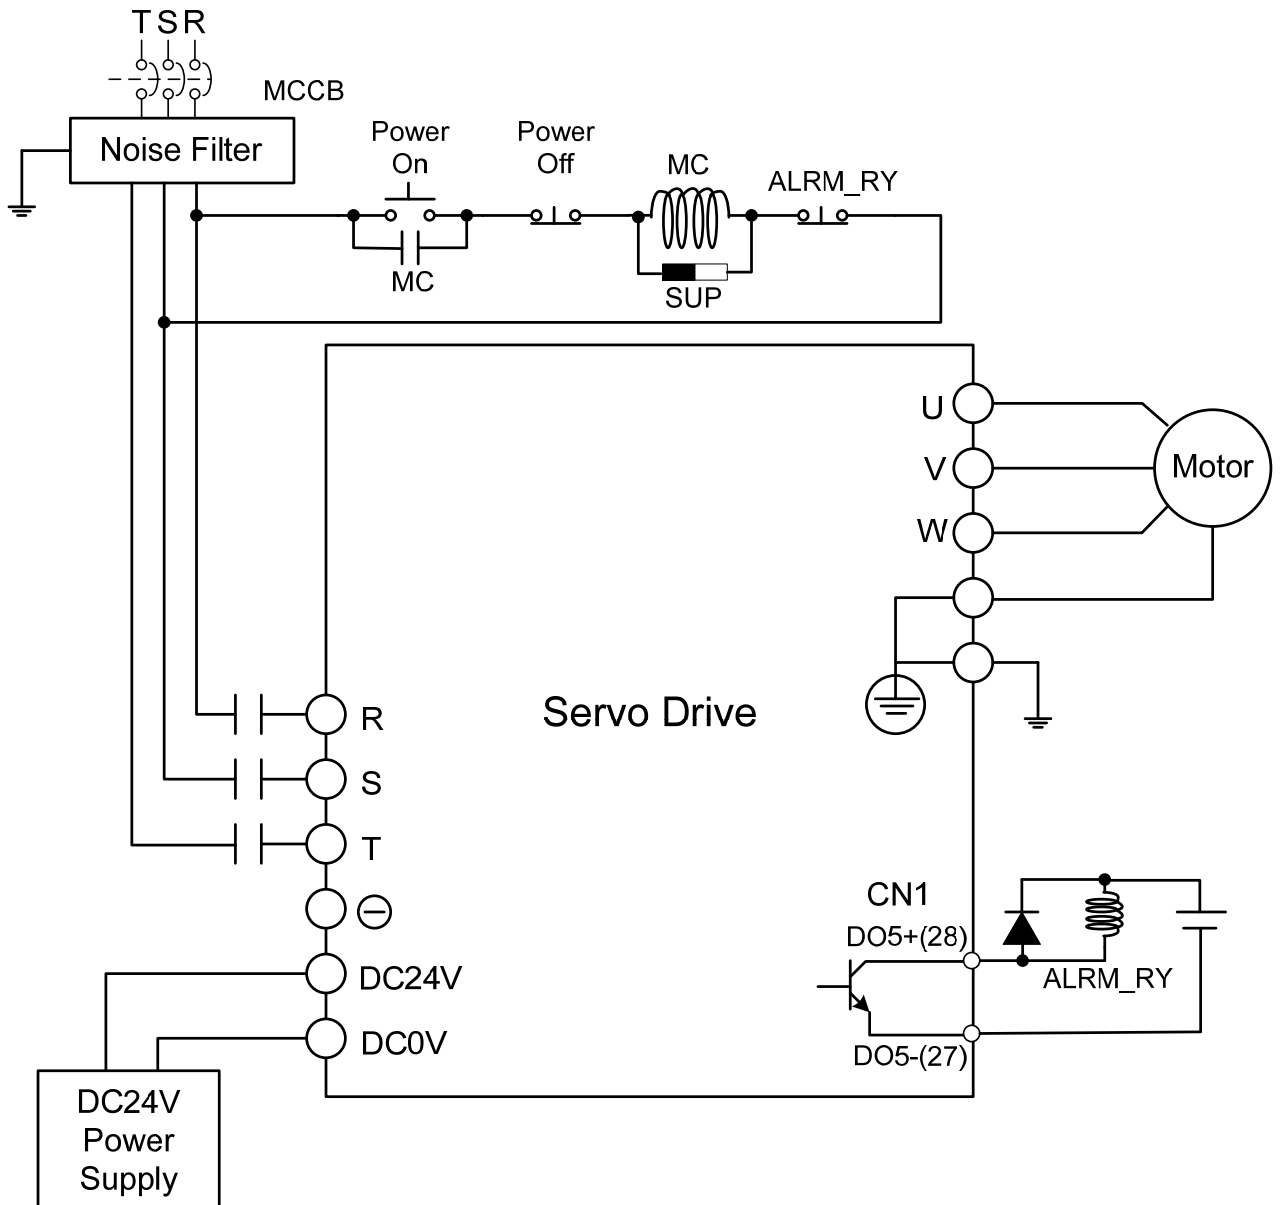 T S R
MCCB
Noise Filter
Power
On
Power
Off
MC
ALRM_RY
MC
SUP
U
V
Motor
W
Servo Drive
R
S
T
CN1
DO5+(28)
ALRM_RY
DC24V
DC0V
DO5-(27)
DC24V
Power
Supply